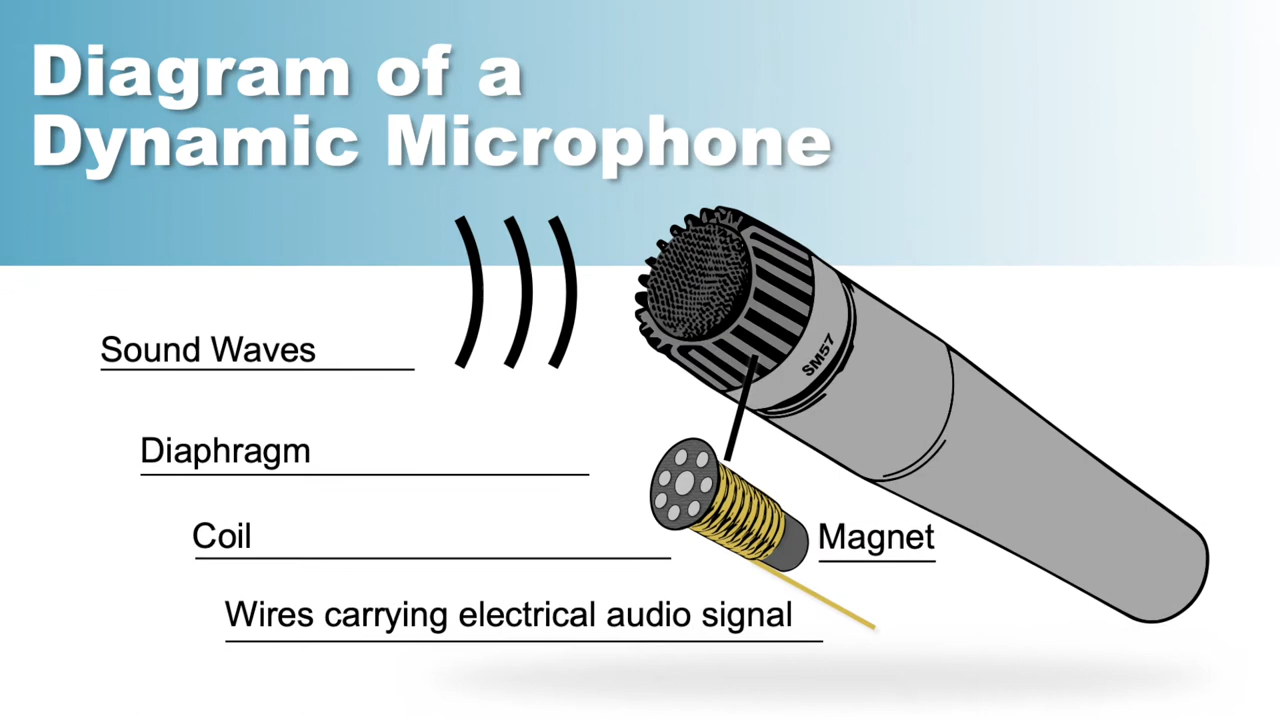 Diagram of a
Dynamic Microphone
SM57
Sound Waves
Diaphragm
Coil
Magnet
Wires carrying electrical audio signal